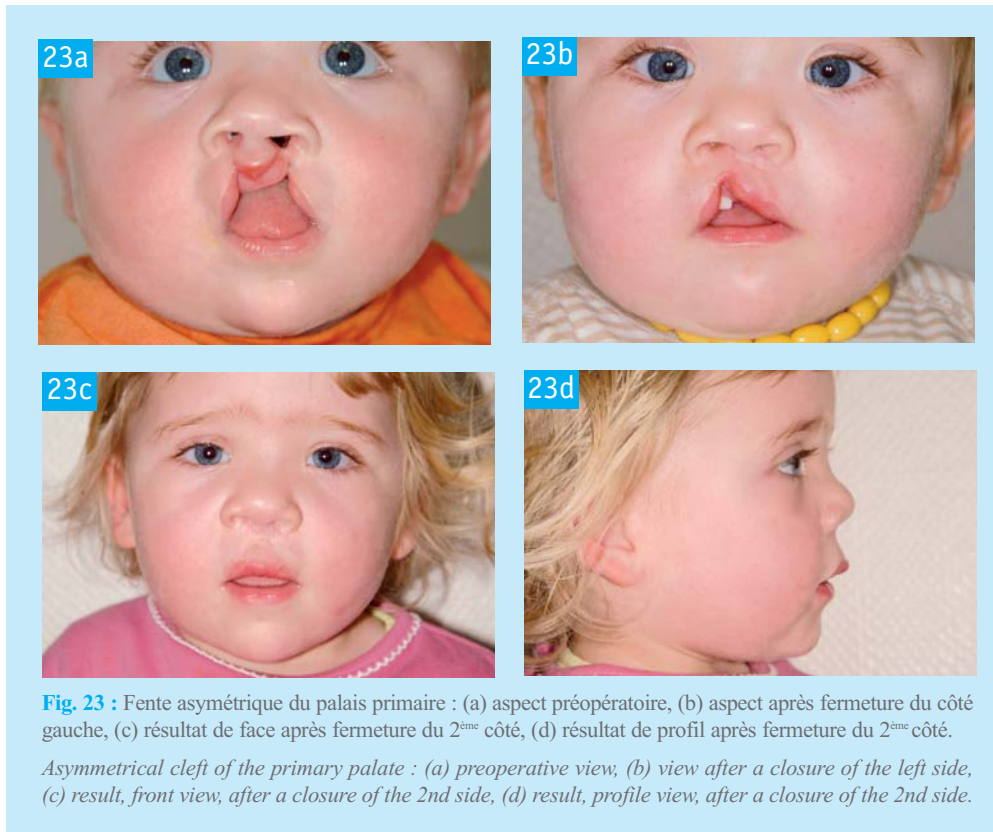 23a
23b
23c
23d
Fig. 23 : Fente asymétrique du palais primaire : (a) aspect préopératoire, (b) aspect après fermeture du côté
gauche, (c) résultat de face après fermeture du 2ème côté, (d) résultat de profil après fermeture du 2ème côté.
Asymmetrical cleft of the primary palate : (a) preoperative view, (b) view after a closure of the left side,
(c) result, front view, after a closure of the 2nd side, (d) result, profile view, after a closure of the 2nd side.